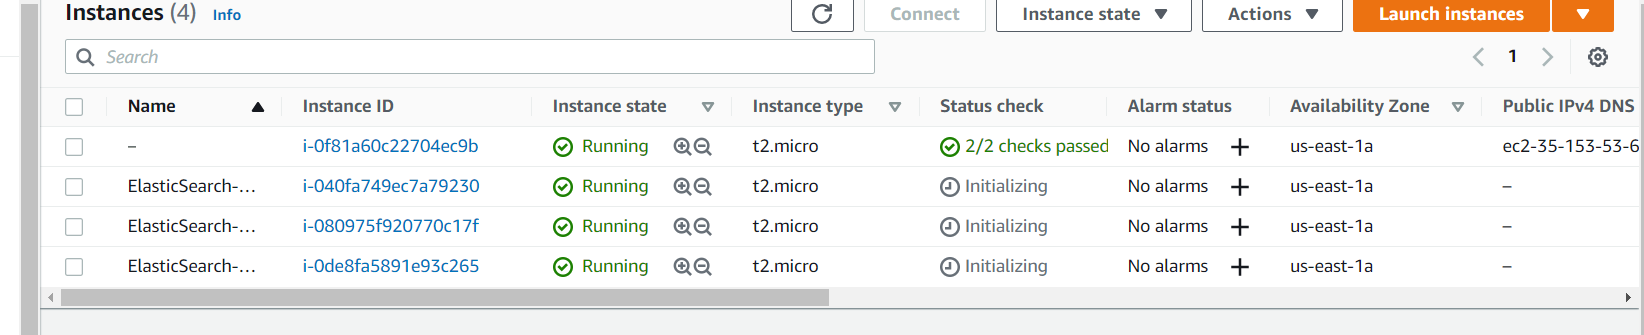 Instances (4) Info Connect Instance state Actions Launch instances
Search 1
Name Instance ID Instance state Instance type Status check Alarm status Availability Zone Public IPv4 DNS
– i-0f81a60c22704ec9b Running t2.micro 2/2 checks passed No alarms + us-east-1a ec2-35-153-53-6
ElasticSearch-... i-040fa749ec7a79230 Running t2.micro Initializing No alarms + us-east-1a –
ElasticSearch-... i-080975f920770c17f Running t2.micro Initializing No alarms + us-east-1a –
ElasticSearch-... i-0de8fa5891e93c265 Running t2.micro Initializing No alarms + us-east-1a –